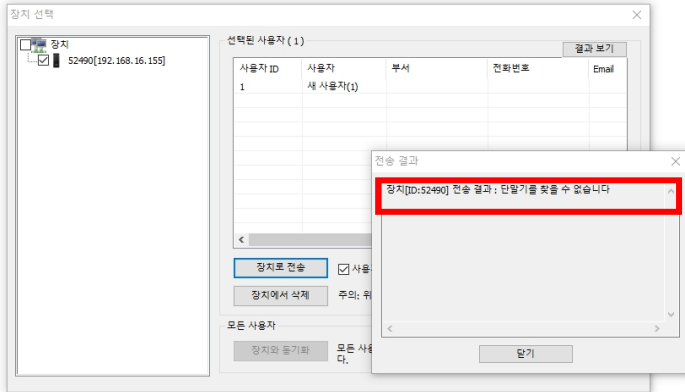 장치 선택
장치
52490[192.168.16.155]
선택된 사용자 ( 1 )
결과 보기
사용자 ID 사용자 부서 전화번호 Email
1 새 사용자(1)
전송 결과
장치[ID:52490] 전송 결과 : 단말기를 찾을 수 없습니다
장치로 전송
사용
장치에서 삭제
주의: 위
모든 사용자
장치와 동기화
모든 사용
다.
닫기